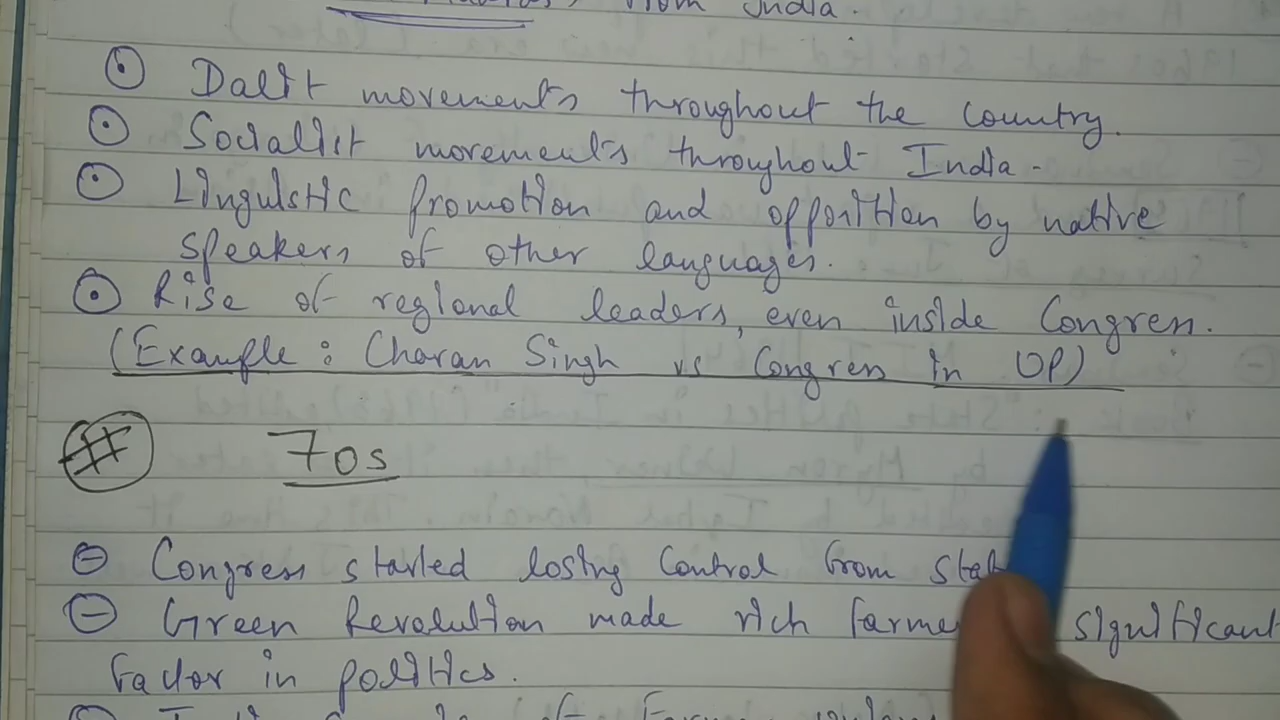 from India.
Dalit movements throughout the country.
Socialist movements throughout India.
Linguistic promotion and opposition by native
speakers of other languages.
Rise of regional leaders, even inside Congress.
(Example : Charan Singh vs Congress in UP)
# 70s
Congress started losing control from
Green Revolution made rich significant
factor in politics.